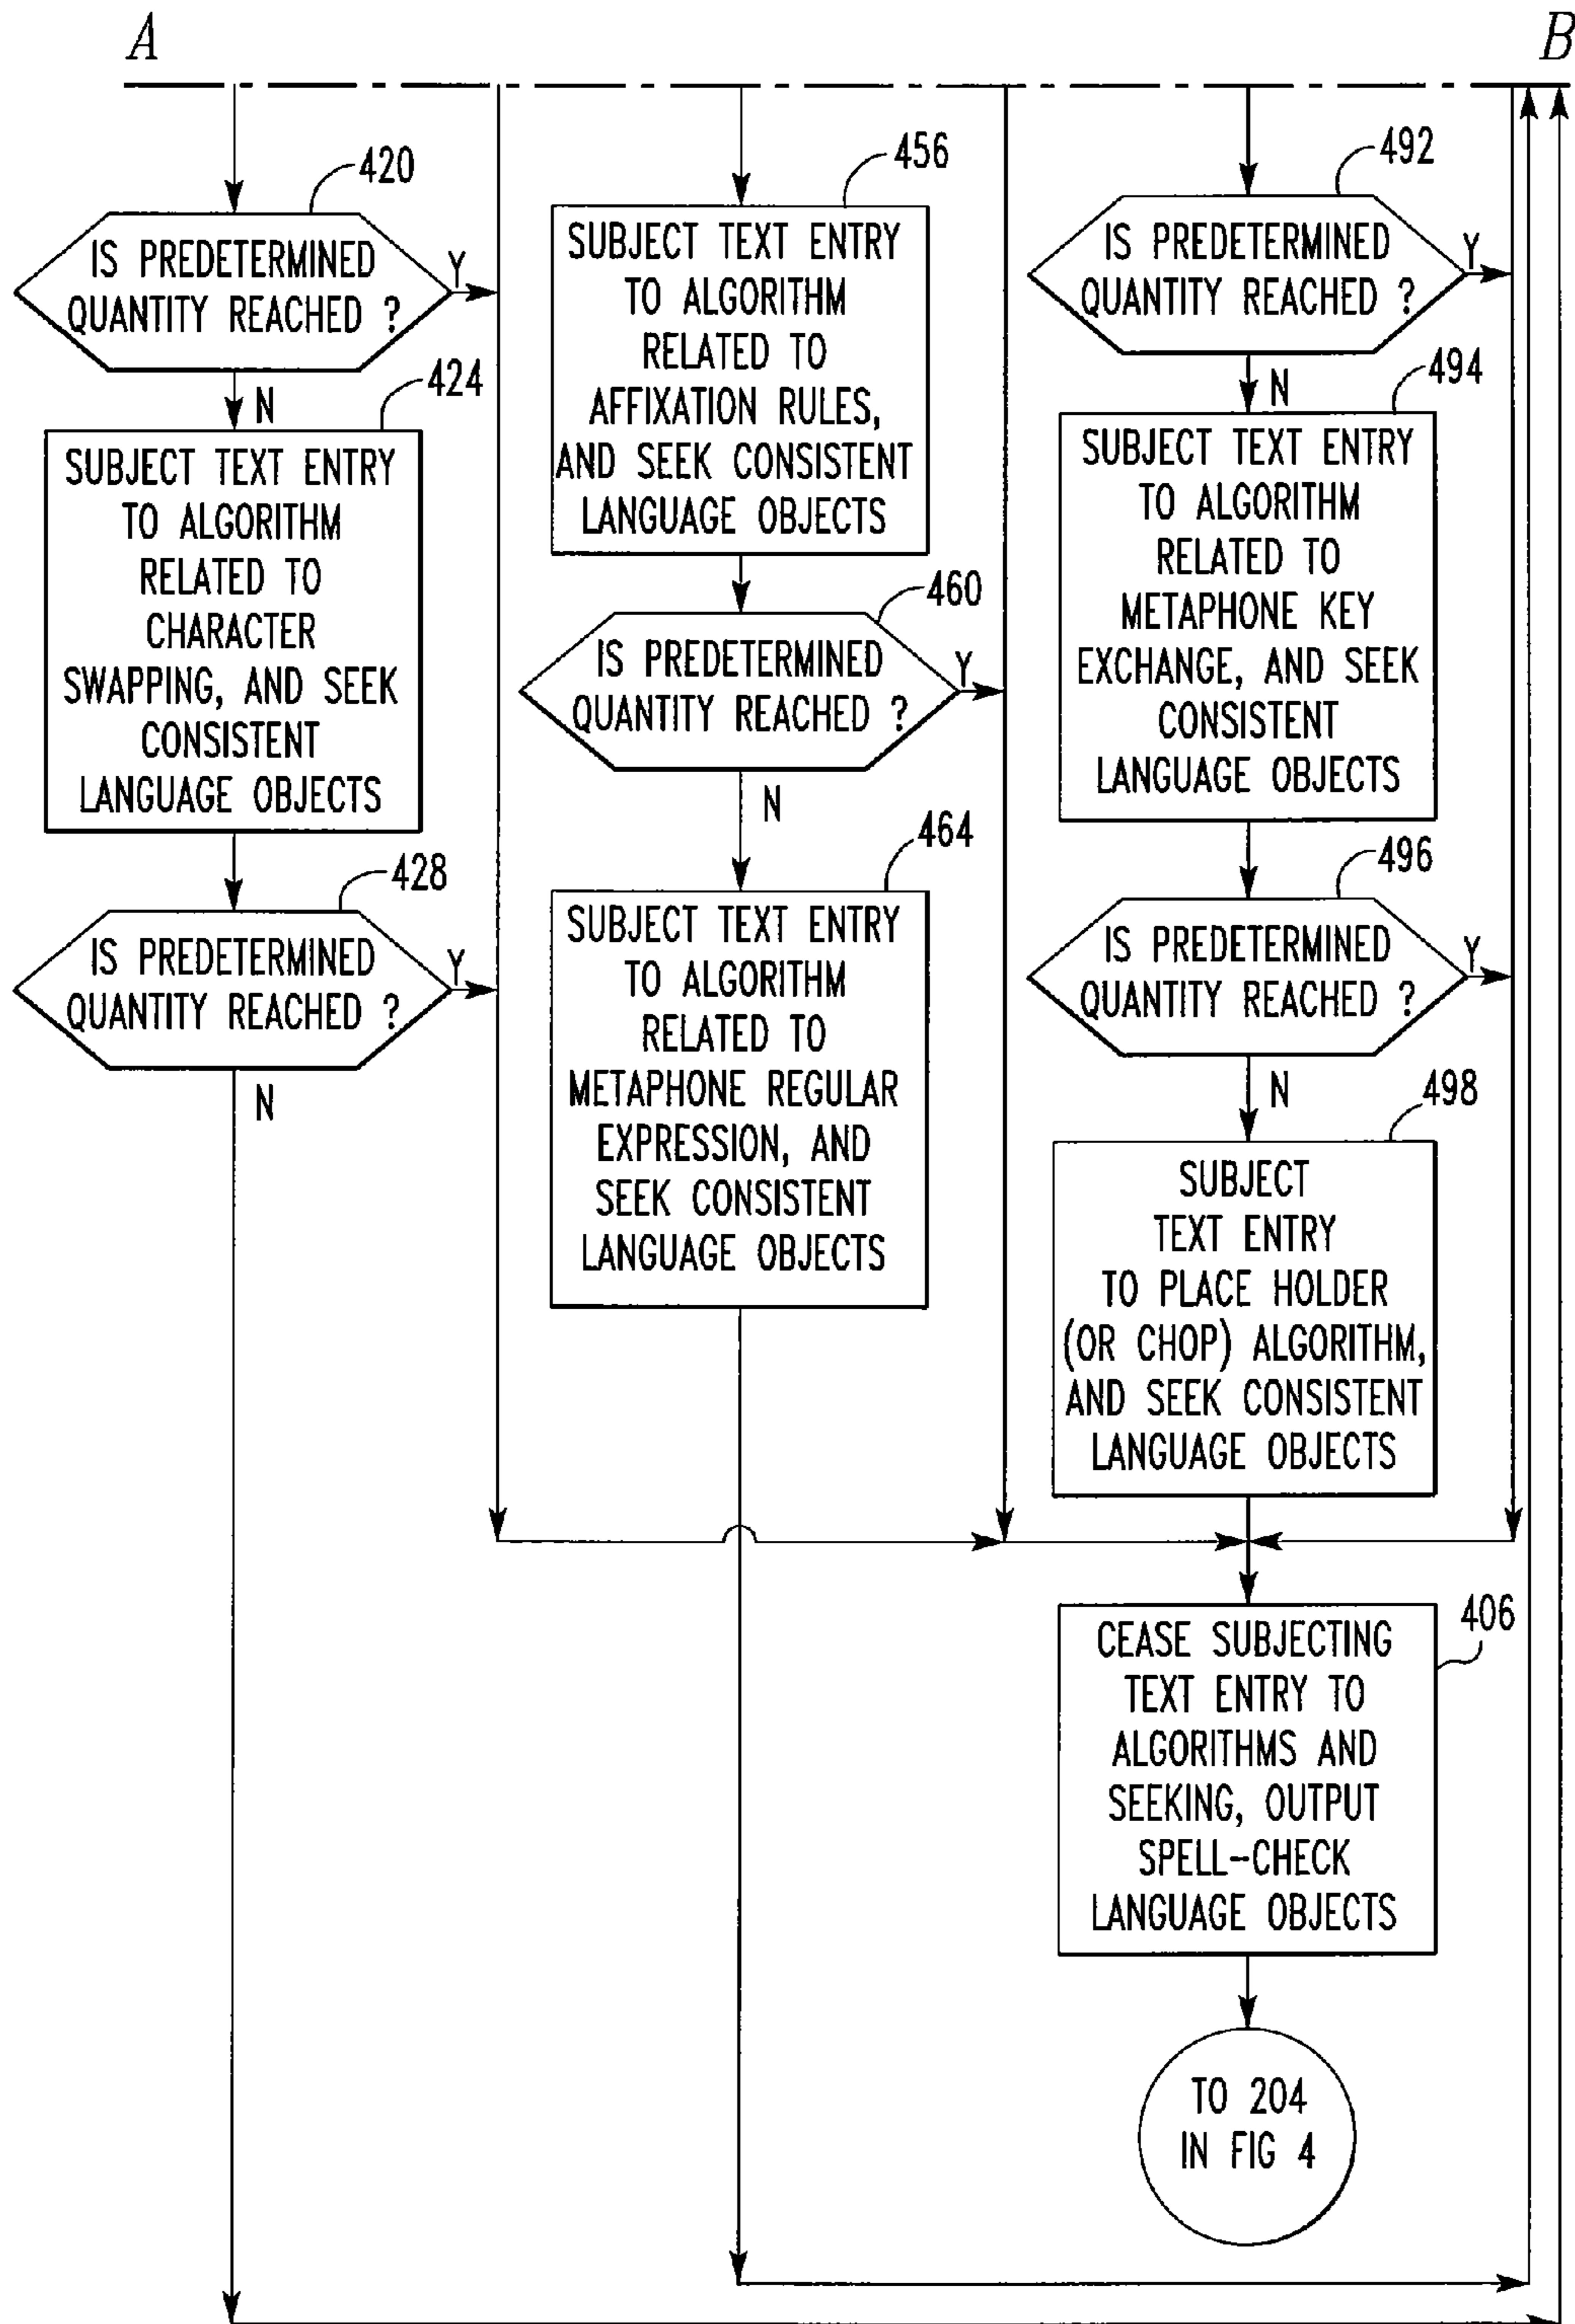 A
B
420
IS PREDETERMINED
QUANTITY REACHED ?
Y
N
424
SUBJECT TEXT ENTRY
TO ALGORITHM
RELATED TO
CHARACTER
SWAPPING, AND SEEK
CONSISTENT
LANGUAGE OBJECTS
428
IS PREDETERMINED
QUANTITY REACHED ?
Y
N
456
SUBJECT TEXT ENTRY
TO ALGORITHM
RELATED TO
AFFIXATION RULES,
AND SEEK CONSISTENT
LANGUAGE OBJECTS
460
IS PREDETERMINED
QUANTITY REACHED ?
Y
N
464
SUBJECT TEXT ENTRY
TO ALGORITHM
RELATED TO
METAPHONE REGULAR
EXPRESSION, AND
SEEK CONSISTENT
LANGUAGE OBJECTS
492
IS PREDETERMINED
QUANTITY REACHED ?
Y
N
494
SUBJECT TEXT ENTRY
TO ALGORITHM
RELATED TO
METAPHONE KEY
EXCHANGE, AND SEEK
CONSISTENT
LANGUAGE OBJECTS
496
IS PREDETERMINED
QUANTITY REACHED ?
Y
N
498
SUBJECT
TEXT ENTRY
TO PLACE HOLDER
(OR CHOP) ALGORITHM,
AND SEEK CONSISTENT
LANGUAGE OBJECTS
406
CEASE SUBJECTING
TEXT ENTRY TO
ALGORITHMS AND
SEEKING, OUTPUT
SPELL-CHECK
LANGUAGE OBJECTS
TO 204
IN FIG 4